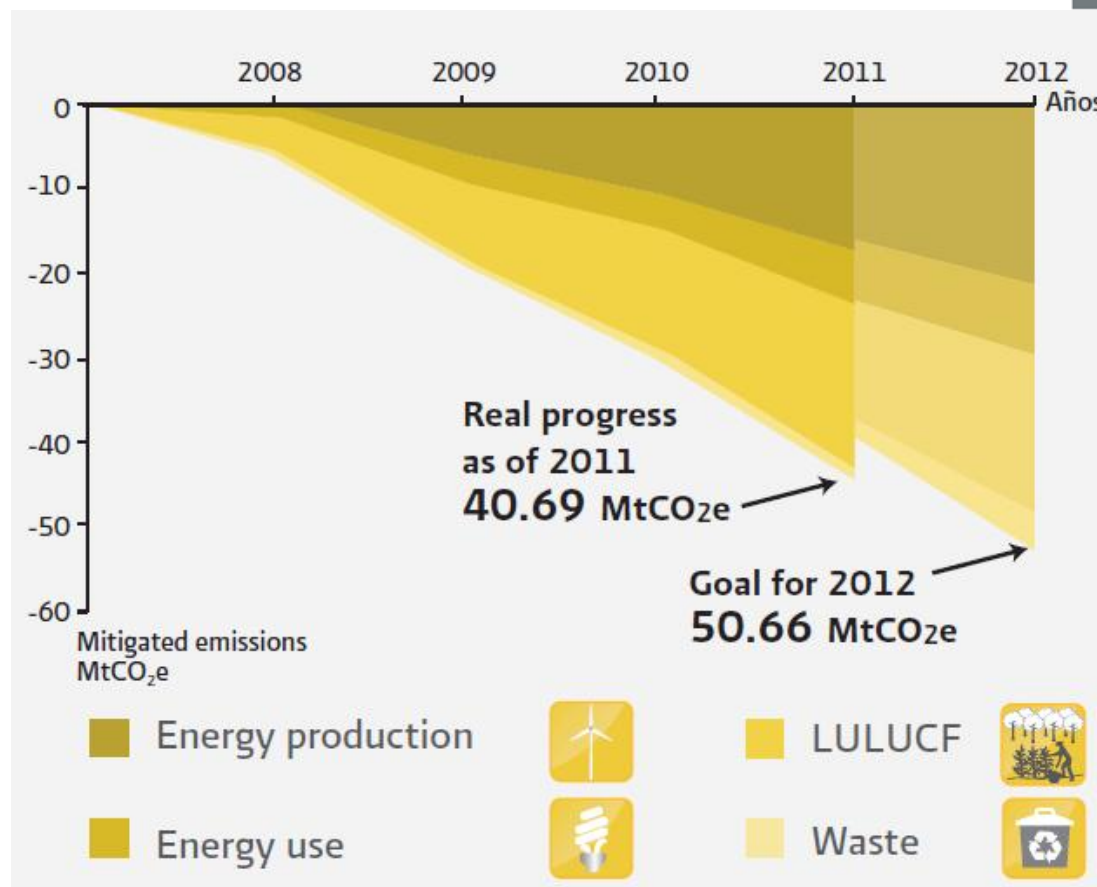 2008 2009 2010 2011 2012
Años
0
-10
-20
-30
-40
-50
-60
Real progress
as of 2011
40.69 MtCO₂e
Goal for 2012
50.66 MtCO₂e
Mitigated emissions
MtCO₂e
Energy production
LULUCF
Energy use
Waste